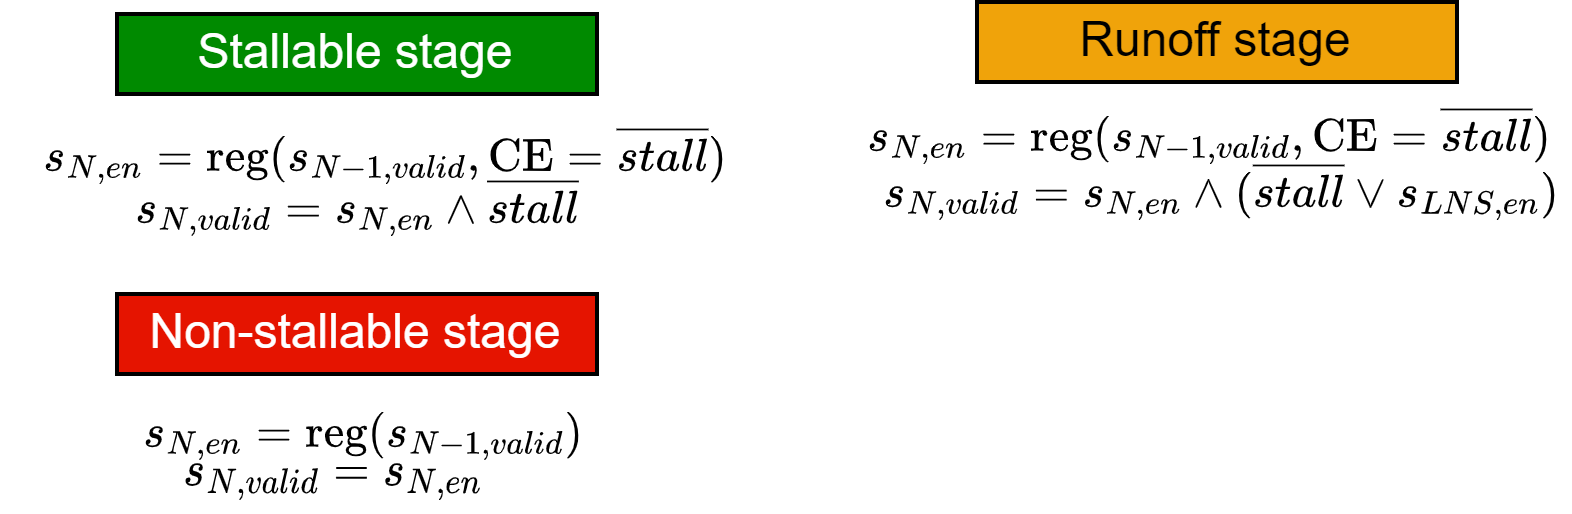 Stallable stage
$s_{N,en} = \text{reg}(s_{N-1,valid}, \text{CE} = \overline{stall})$
$s_{N,valid} = s_{N,en} \wedge \overline{stall}$
Non-stallable stage
$s_{N,en} = \text{reg}(s_{N-1,valid})$
$s_{N,valid} = s_{N,en}$
Runoff stage
$s_{N,en} = \text{reg}(s_{N-1,valid}, \text{CE} = \overline{stall})$
$s_{N,valid} = s_{N,en} \wedge (\overline{stall} \vee s_{LNS,en})$